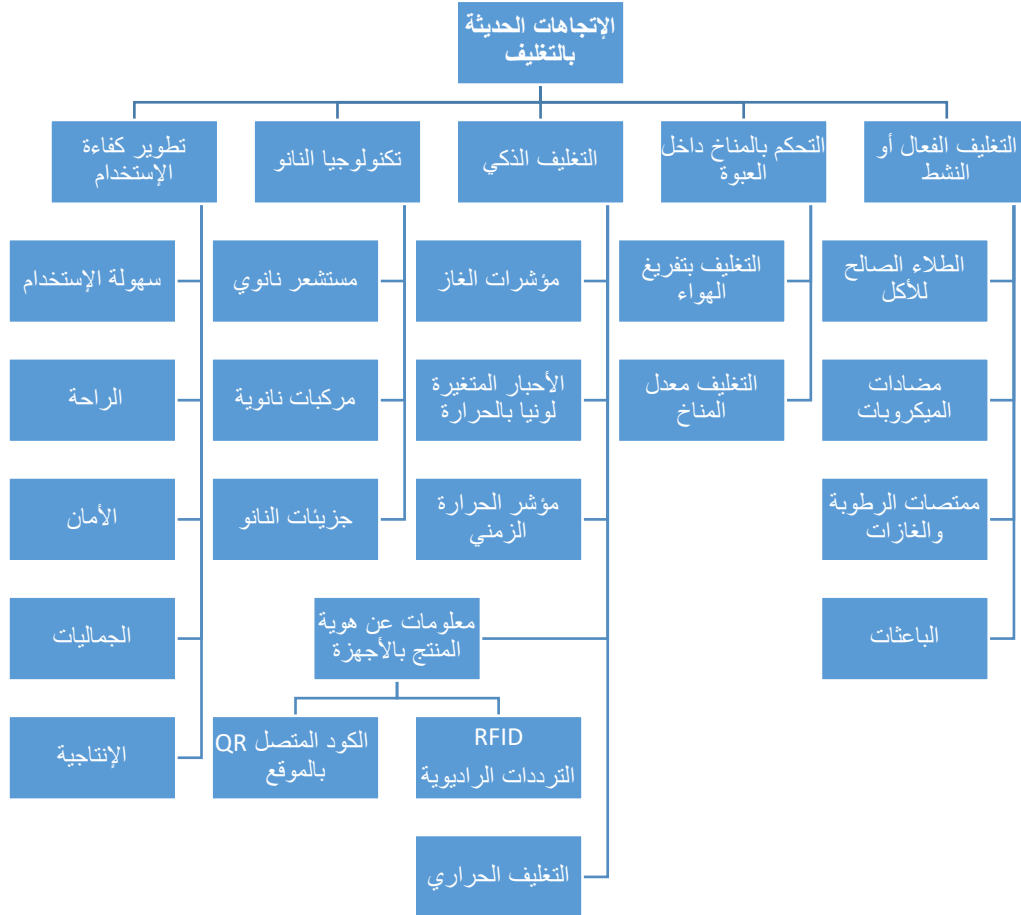 الإتجاهات الحديثة
بالتغليف
التغليف الفعال أو
النشط
التحكم بالمناخ داخل
العبوة
التغليف الذكي
تكنولوجيا النانو
تطوير كفاءة
الإستخدام
الطلاء الصالح
للأكل
التغليف بتفريغ
الهواء
مؤشرات الغاز
مستشعر نانوي
سهولة الإستخدام
مضادات
الميكروبات
التغليف معدل
المناخ
الأحبار المتغيرة
لونيا بالحرارة
مركبات نانوية
الراحة
ممتصات الرطوبة
والغازات
مؤشر الحرارة
الزمني
جزيئات النانو
الأمان
الباعثات
معلومات عن هوية
المنتج بالأجهزة
الجماليات
RFID
الترددات الراديوية
الكود المتصل QR
بالموقع
الإنتاجية
التغليف الحراري